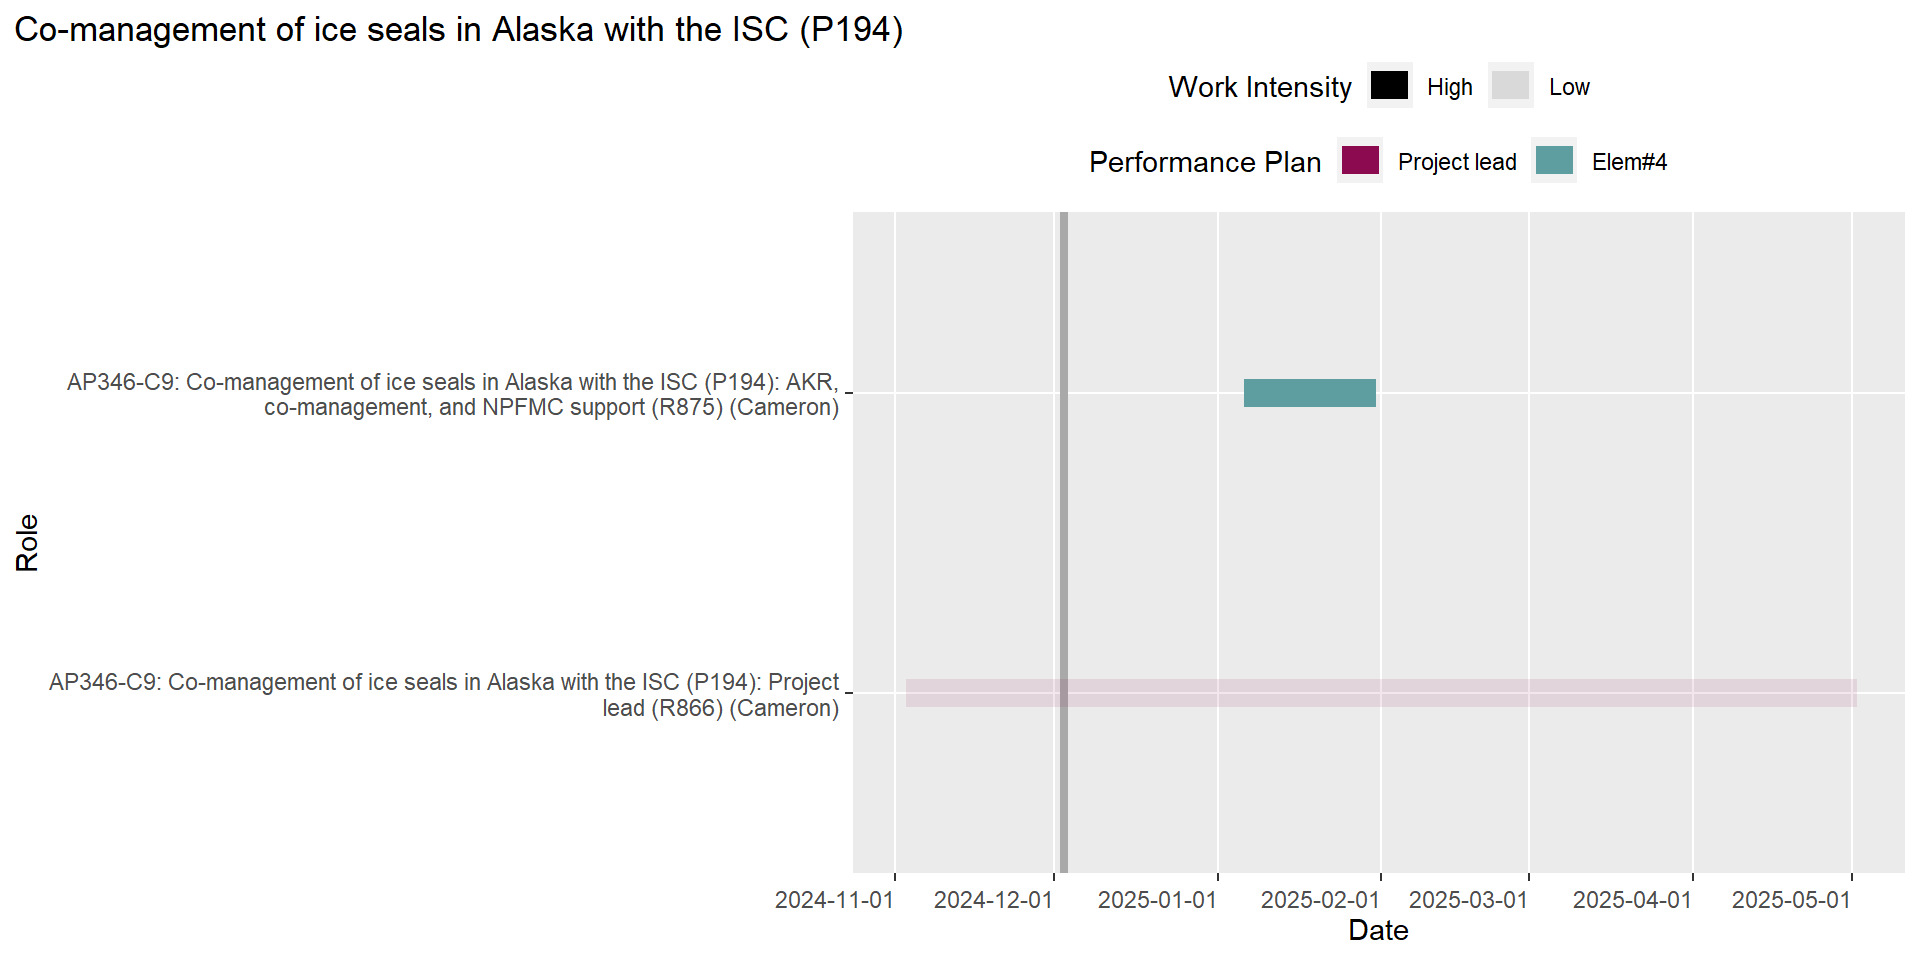 Co-management of ice seals in Alaska with the ISC (P194)
Work Intensity High Low
Performance Plan Project lead Elem#4
AP346-C9: Co-management of ice seals in Alaska with the ISC (P194): AKR,
co-management, and NPFMC support (R875) (Cameron)
Role
AP346-C9: Co-management of ice seals in Alaska with the ISC (P194): Project
lead (R866) (Cameron)
2024-11-01 2024-12-01 2025-01-01 2025-02-01 2025-03-01 2025-04-01 2025-05-01
Date